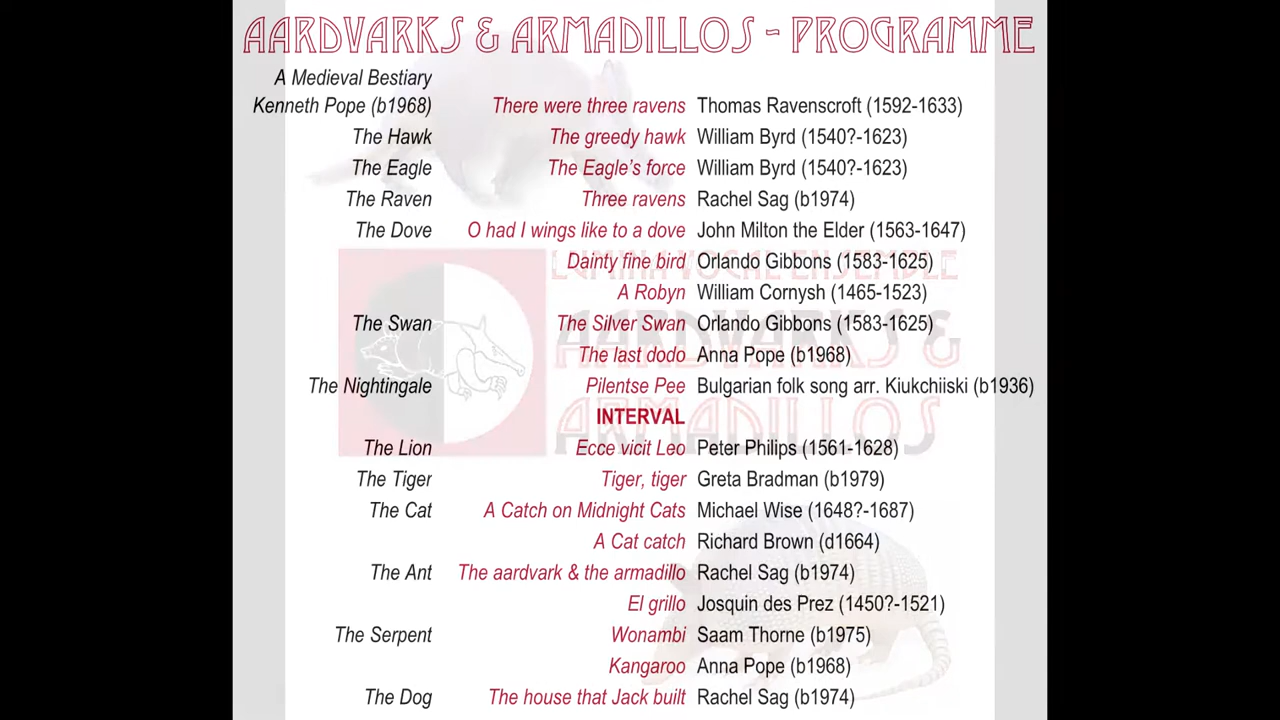 AARDVARKS & ARMADILLOS - PROGRAMME
A Medieval Bestiary
Kenneth Pope (b1968) There were three ravens Thomas Ravenscroft (1592-1633)
The Hawk The greedy hawk William Byrd (1540?-1623)
The Eagle The Eagle's force William Byrd (1540?-1623)
The Raven Three ravens Rachel Sag (b1974)
The Dove O had I wings like to a dove John Milton the Elder (1563-1647)
Dainty fine bird Orlando Gibbons (1583-1625)
LUMINA VOCAL ENSEMBLE
A Robyn William Cornysh (1465-1523)
The Swan The Silver Swan Orlando Gibbons (1583-1625)
AARDVARKS &
The last dodo Anna Pope (b1968)
The Nightingale Pilentse Pee Bulgarian folk song arr. Kiukchiiski (b1936)
INTERVAL
ARMADILLOS
The Lion Ecce vicit Leo Peter Philips (1561-1628)
The Tiger Tiger, tiger Greta Bradman (b1979)
The Cat A Catch on Midnight Cats Michael Wise (1648?-1687)
A Cat catch Richard Brown (d1664)
The Ant The aardvark & the armadillo Rachel Sag (b1974)
El grillo Josquin des Prez (1450?-1521)
The Serpent Wonambi Saam Thorne (b1975)
Kangaroo Anna Pope (b1968)
The Dog The house that Jack built Rachel Sag (b1974)